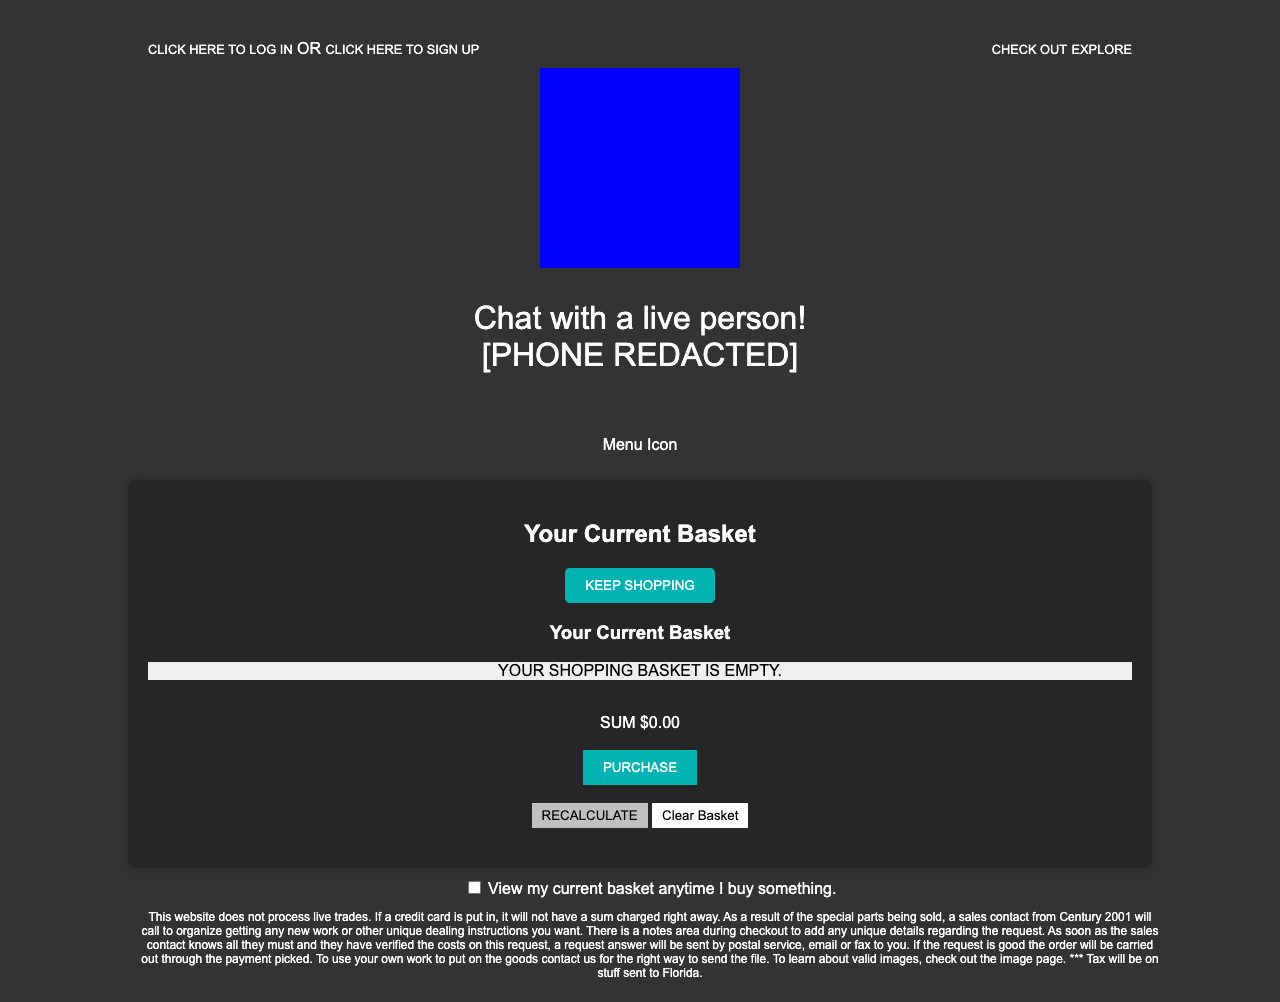 CLICK HERE TO LOG IN OR CLICK HERE TO SIGN UP
CHECK OUT EXPLORE
Chat with a live person!
[PHONE REDACTED]
Menu Icon
Your Current Basket
KEEP SHOPPING
Your Current Basket
YOUR SHOPPING BASKET IS EMPTY.
SUM $0.00
PURCHASE
RECALCULATE Clear Basket
View my current basket anytime I buy something.
This website does not process live trades. If a credit card is put in, it will not have a sum charged right away. As a result of the special parts being sold, a sales contact from Century 2001 will
call to organize getting any new work or other unique dealing instructions you want. There is a notes area during checkout to add any unique details regarding the request. As soon as the sales
contact knows all they must and they have verified the costs on this request, a request answer will be sent by postal service, email or fax to you. If the request is good the order will be carried
out through the payment picked. To use your own work to put on the goods contact us for the right way to send the file. To learn about valid images, check out the image page. *** Tax will be on
stuff sent to Florida.